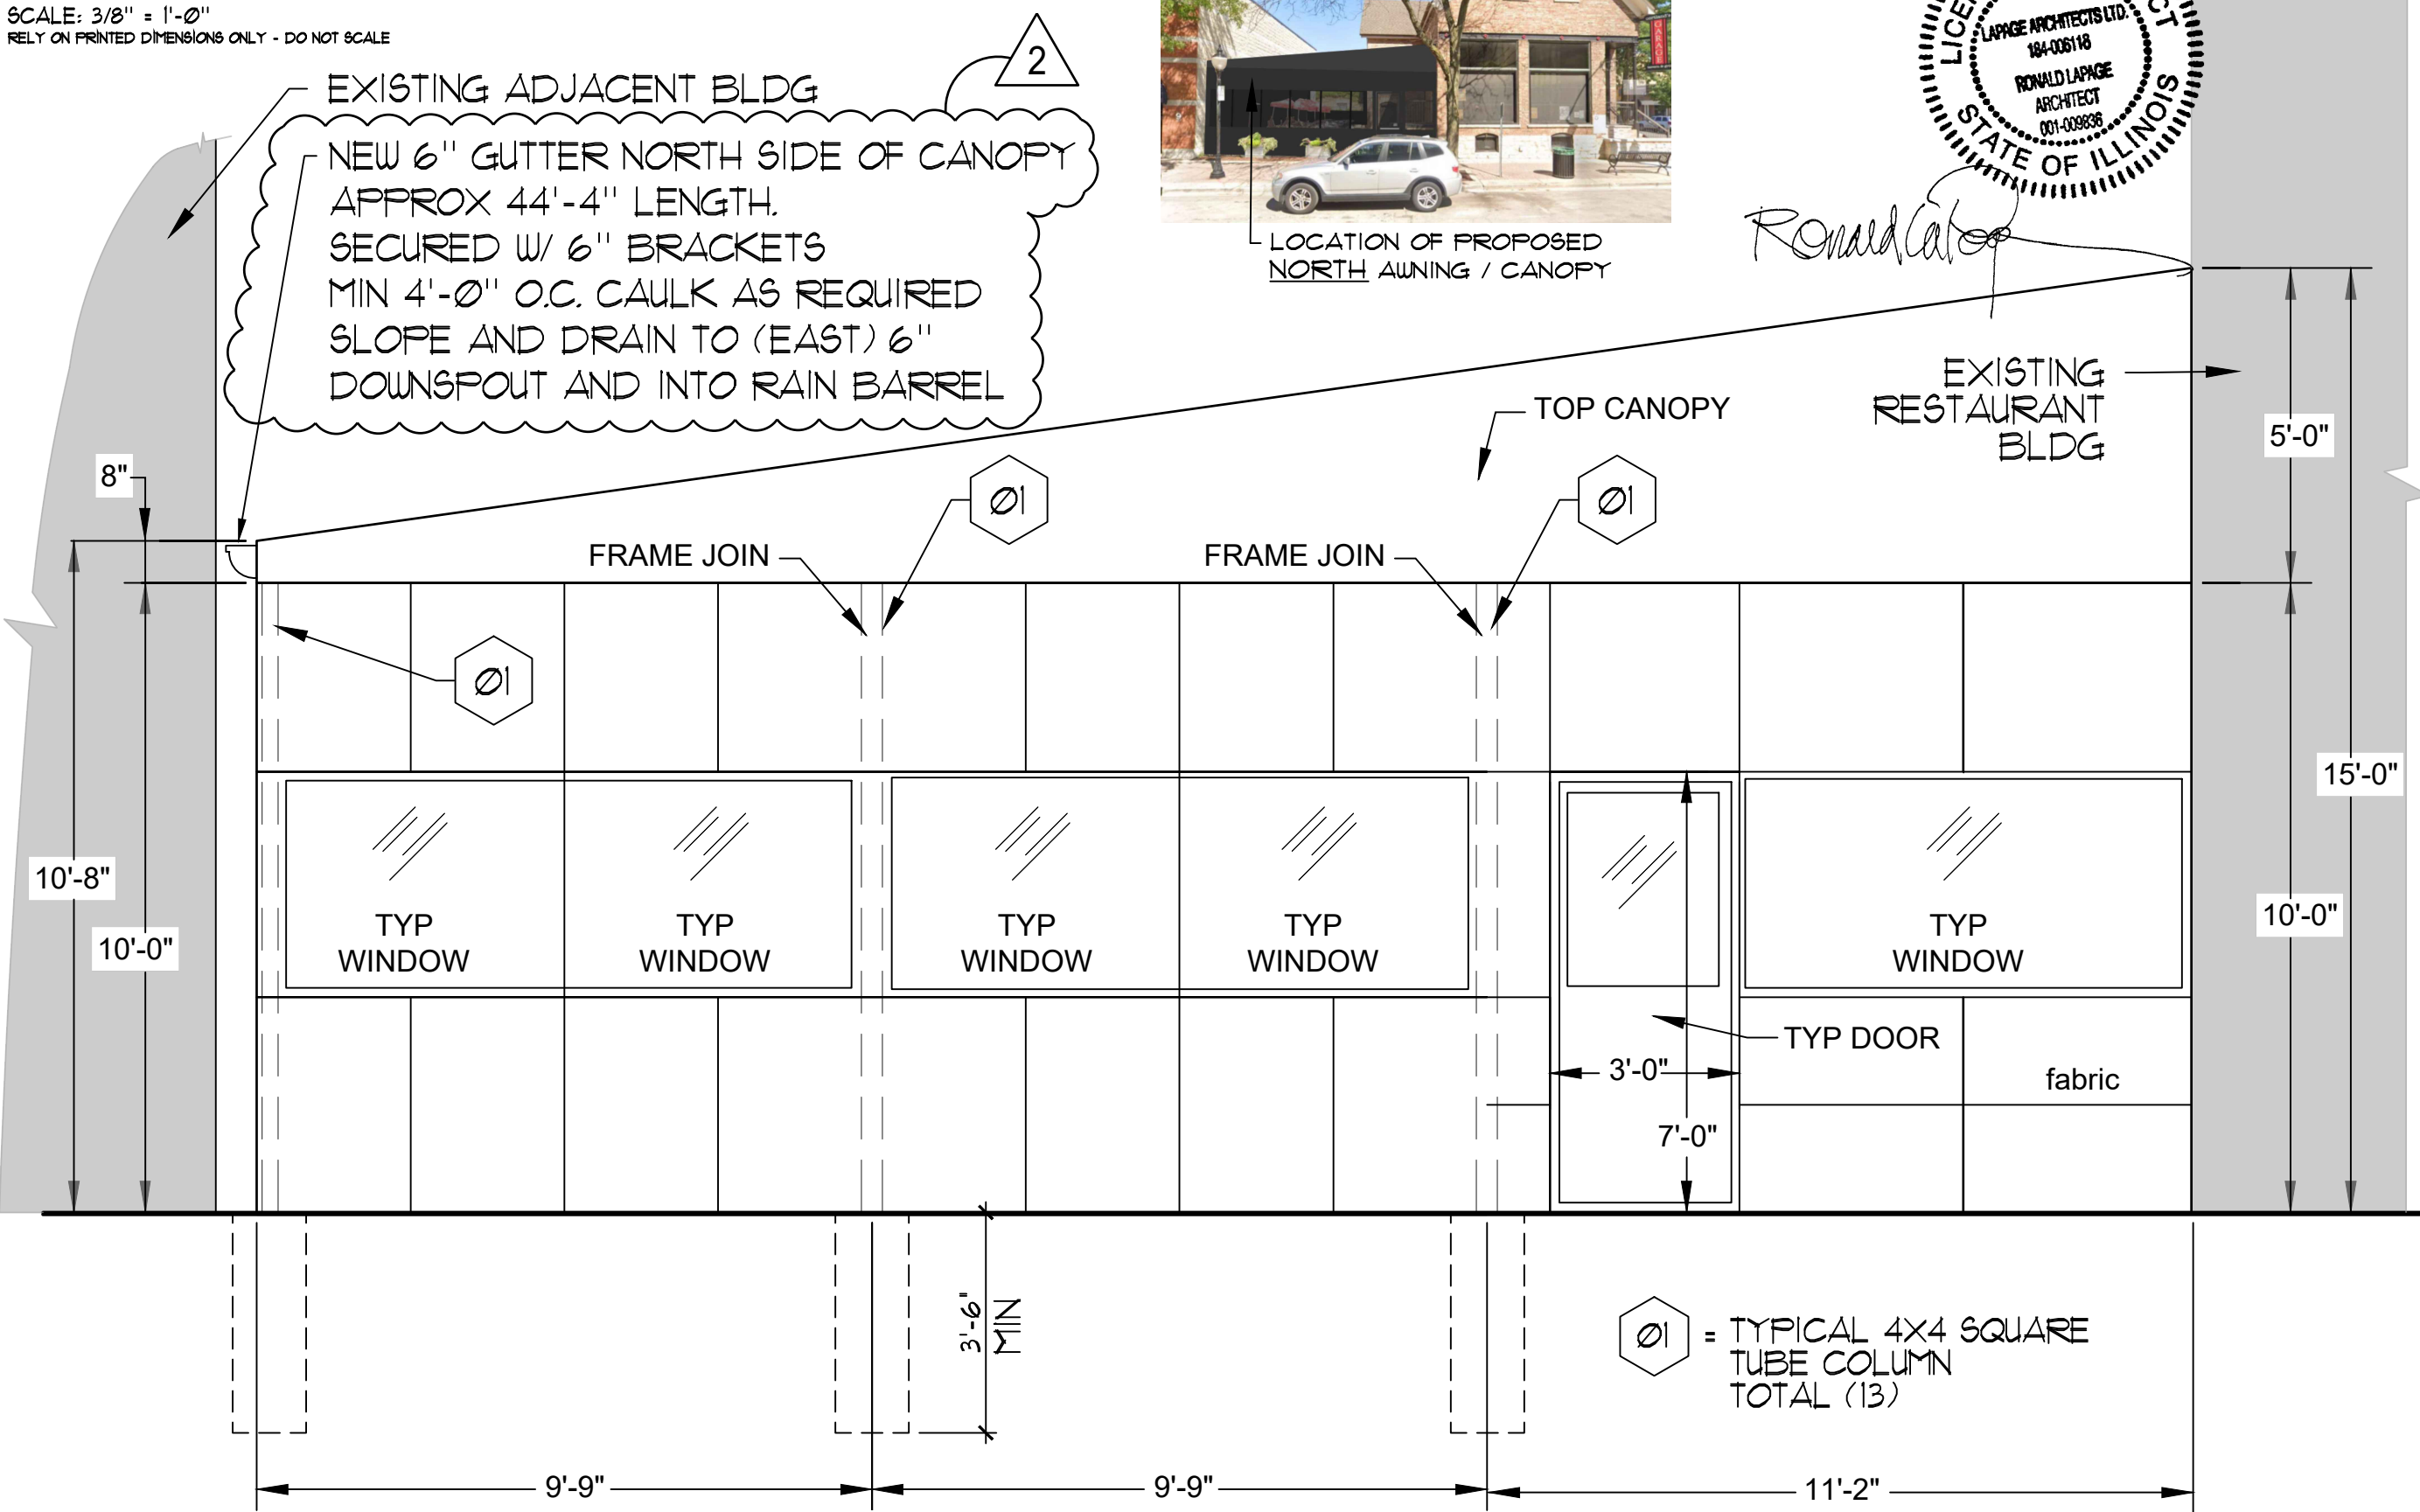 SCALE: 3/8" = 1'-0"
RELY ON PRINTED DIMENSIONS ONLY - DO NOT SCALE
2
EXISTING ADJACENT BLDG
NEW 6" GUTTER NORTH SIDE OF CANOPY
APPROX 44'-4" LENGTH.
SECURED W/ 6" BRACKETS
MIN 4'-0" O.C. CAULK AS REQUIRED
SLOPE AND DRAIN TO (EAST) 6"
DOWNSPOUT AND INTO RAIN BARREL
GARAGE
LOCATION OF PROPOSED
NORTH AWNING / CANOPY
LAPAGE ARCHITECTS LTD.
184-006118
RONALD LAPAGE
ARCHITECT
001-009836
STATE OF ILLINOIS
EXISTING
RESTAURANT
BLDG
TOP CANOPY
5'-0"
8"
01
01
FRAME JOIN
FRAME JOIN
01
15'-0"
10'-8"
10'-0"
10'-0"
TYP
WINDOW
TYP
WINDOW
TYP
WINDOW
TYP
WINDOW
TYP
WINDOW
TYP DOOR
3'-0"
fabric
7'-0"
3'-6"
MIN
01 = TYPICAL 4X4 SQUARE
TUBE COLUMN
TOTAL (13)
9'-9"
9'-9"
11'-2"